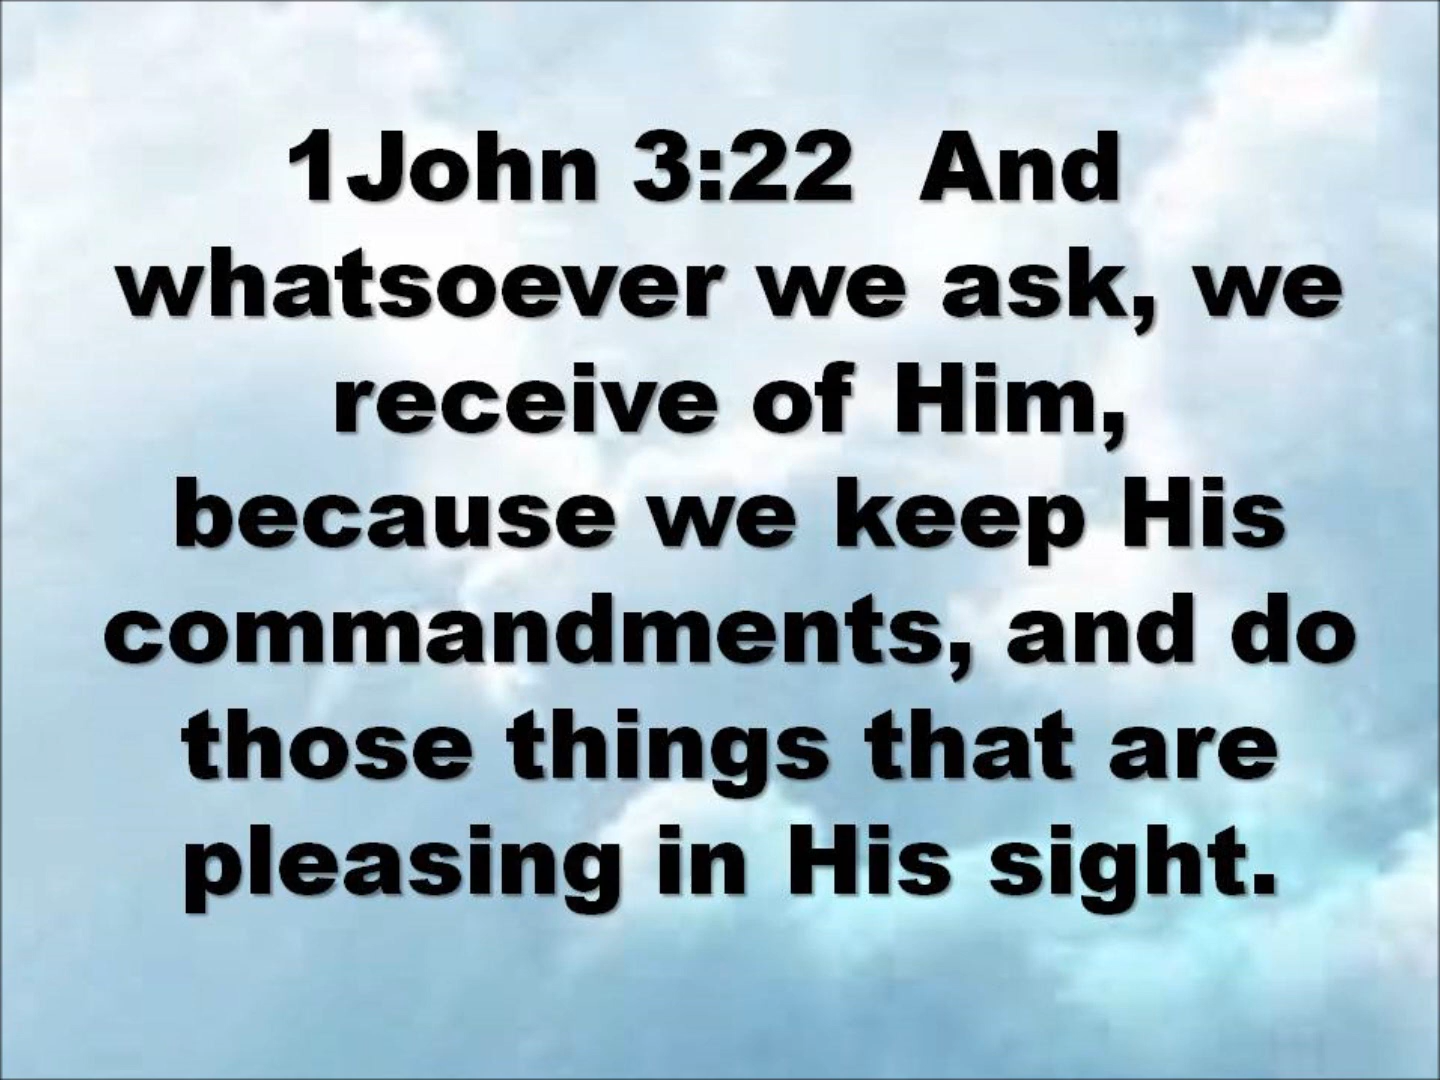 1John 3:22  And
whatsoever we ask, we
receive of Him,
because we keep His
commandments, and do
those things that are
pleasing in His sight.